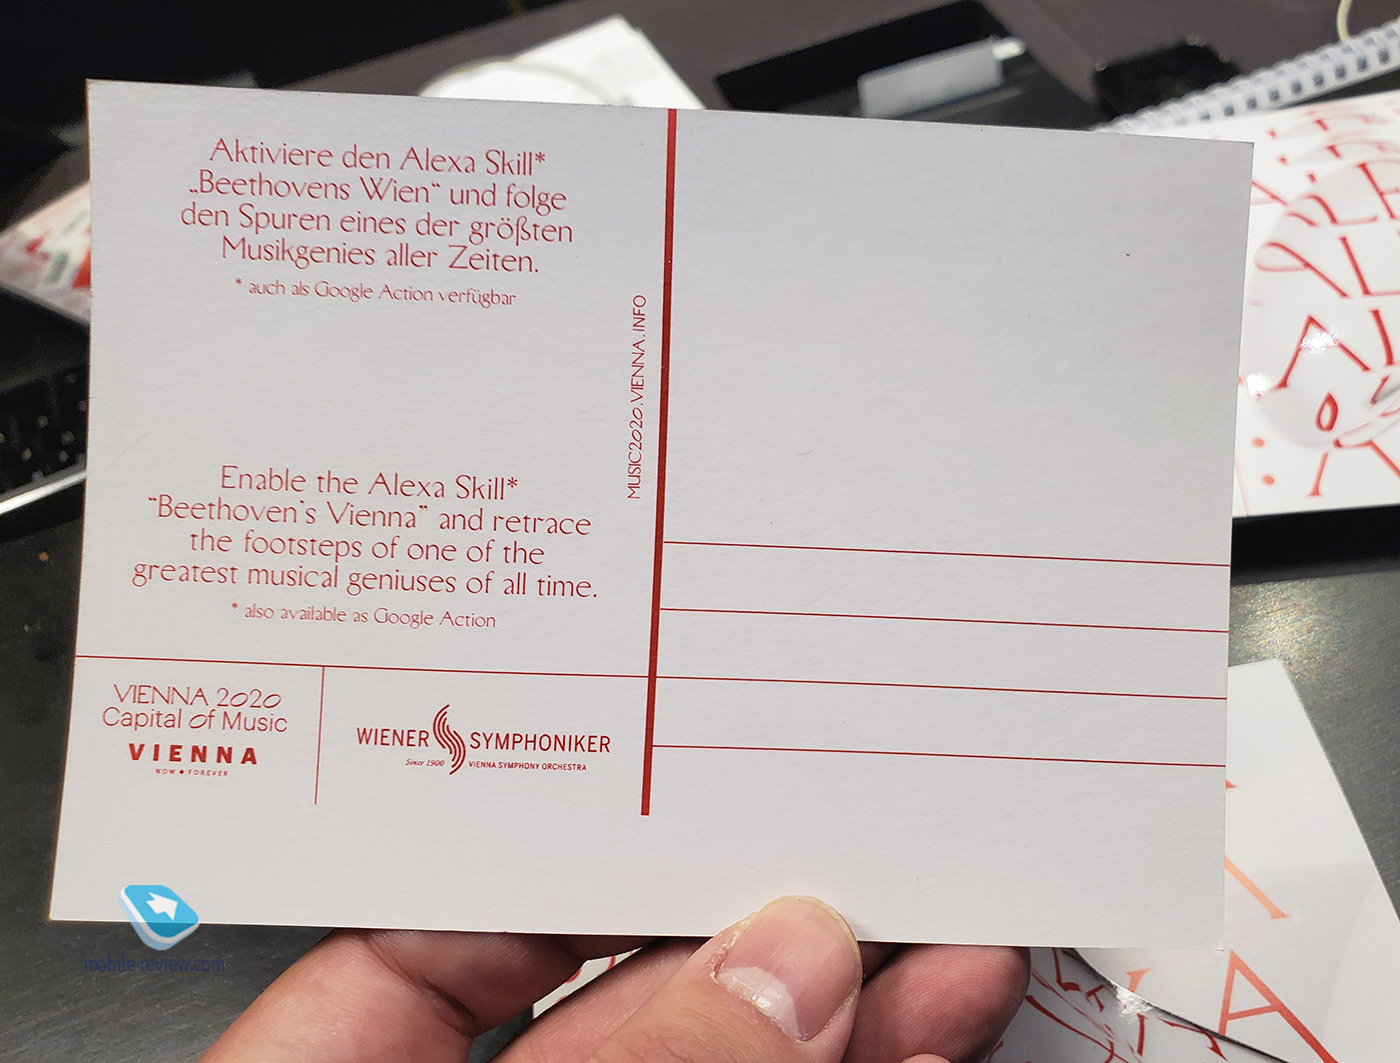 Aktiviere den Alexa Skill*
„Beethovens Wien“ und folge
den Spuren eines der größten
Musikgenies aller Zeiten.
* auch als Google Action verfügbar
MUSIC2020.VIENNA.INFO
Enable the Alexa Skill*
“Beethoven's Vienna” and retrace
the footsteps of one of the
greatest musical geniuses of all time.
* also available as Google Action
VIENNA 2020
Capital of Music
VIENNA
NOW • FOREVER
WIENER SYMPHONIKER
Since 1900 VIENNA SYMPHONY ORCHESTRA
mobile-review.com